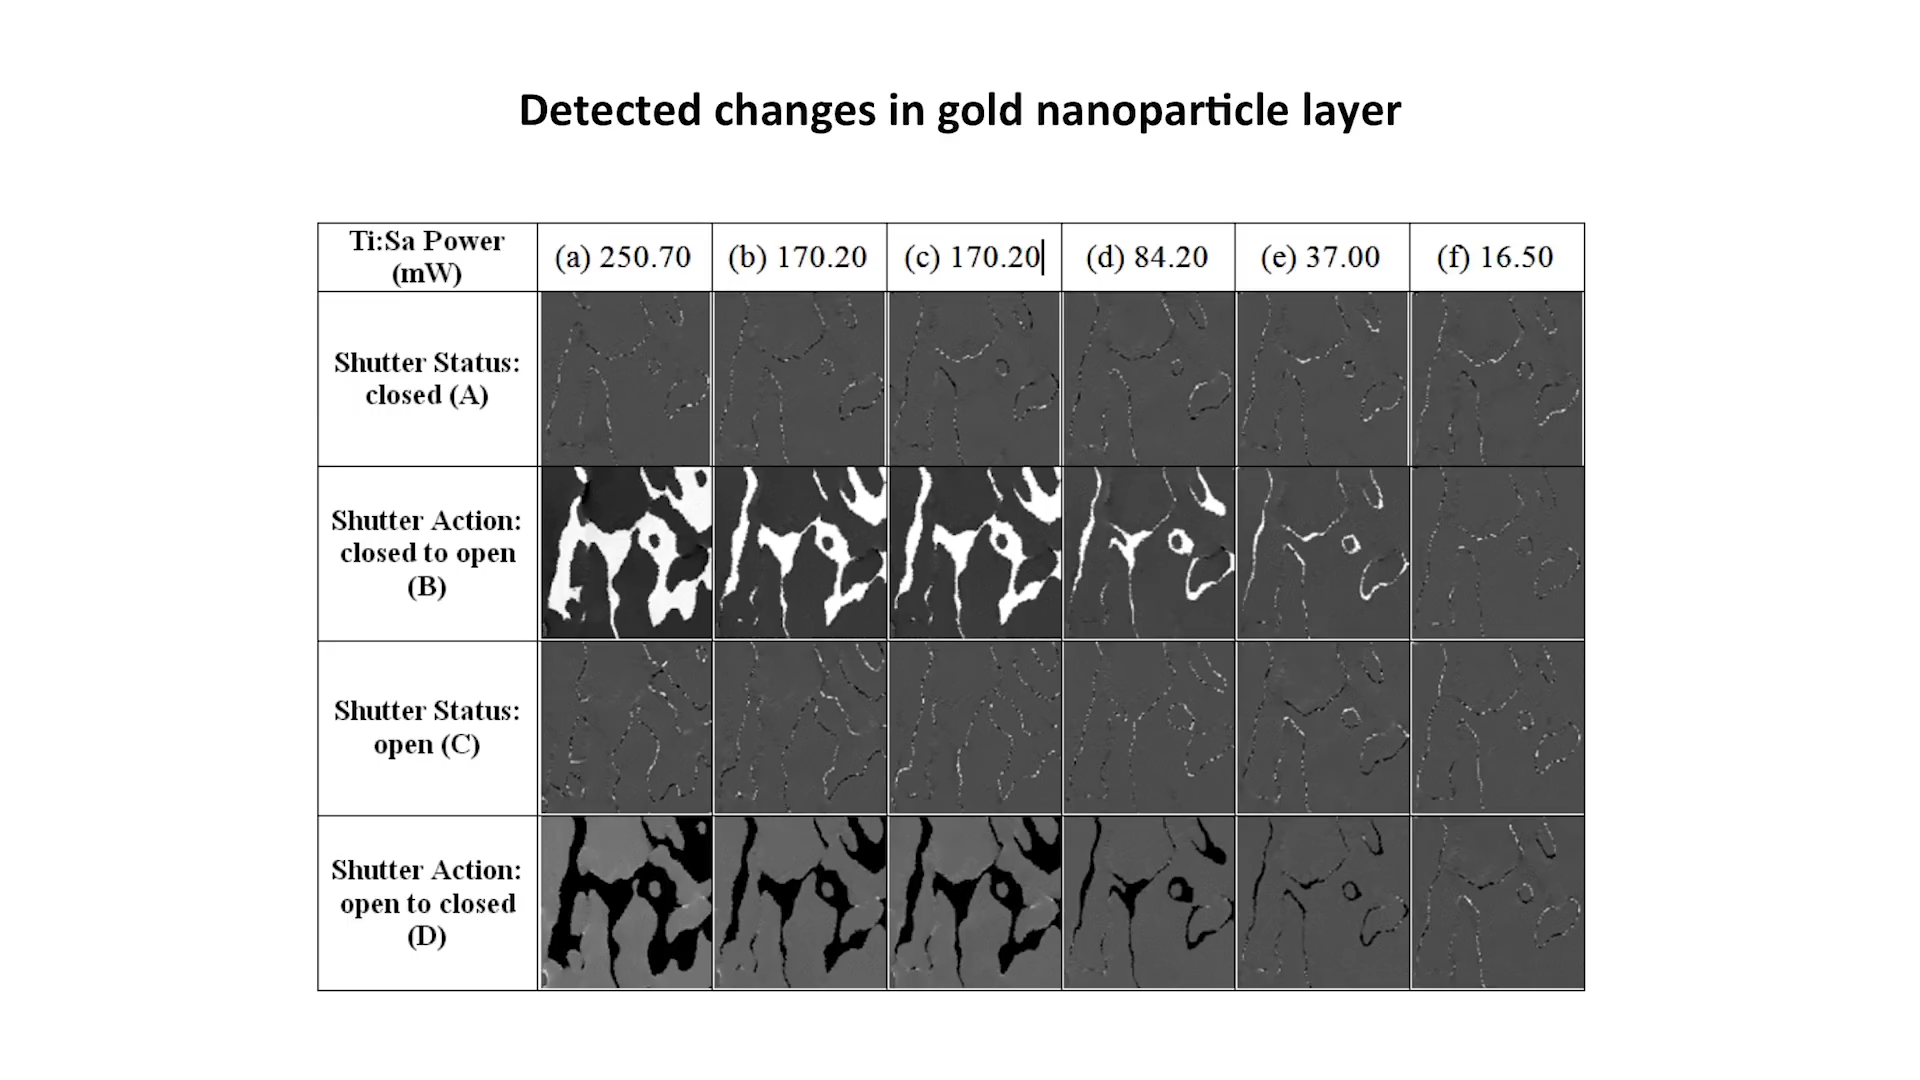 Detected changes in gold nanoparticle layer
Ti:Sa Power
(mW)
(a) 250.70
(b) 170.20
(c) 170.20
(d) 84.20
(e) 37.00
(f) 16.50
Shutter Status:
closed (A)
Shutter Action:
closed to open
(B)
Shutter Status:
open (C)
Shutter Action:
open to closed
(D)